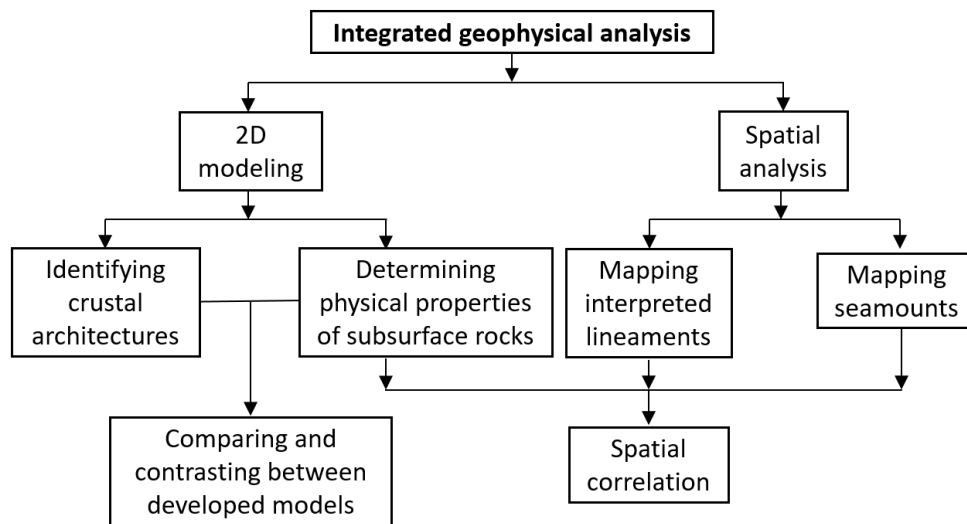 Integrated geophysical analysis
2D
modeling
Spatial
analysis
Identifying
crustal
architectures
Determining
physical properties
of subsurface rocks
Mapping
interpreted
lineaments
Mapping
seamounts
Comparing and
contrasting between
developed models
Spatial
correlation